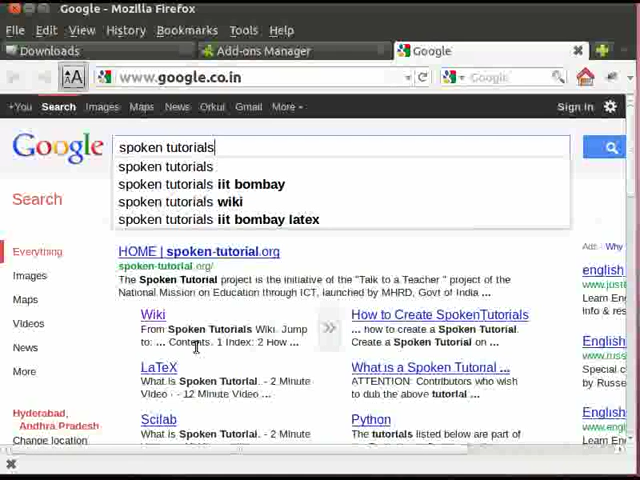 Google - Mozilla Firefox
File Edit View History Bookmarks Tools Help
Downloads Add-ons Manager Google
AA www.google.co.in Google
+You Search Images Maps News Orkut Gmail More Sign in
Google spoken tutorials
spoken tutorials
spoken tutorials iit bombay
spoken tutorials wiki
spoken tutorials iit bombay latex
Search
Everything
Images
Maps
Videos
News
More
Hyderabad,
Andhra Pradesh
Change location
HOME | spoken-tutorial.org
spoken-tutorial.org/
The Spoken Tutorial project is the initiative of the "Talk to a Teacher " project of the
National Mission on Education through ICT, launched by MHRD, Govt of India ...
Wiki
From Spoken Tutorials Wiki. Jump
to: ... Contents. 1 Index: 2 How ...
How to Create SpokenTutorials
... how to create a Spoken Tutorial.
Create a Spoken Tutorial on ...
LaTeX
What is Spoken Tutorial. - 2 Minute
Video · - 12 Minute Video ...
What is a Spoken Tutorial ...
ATTENTION: Contributors who wish
to dub the above tutorial ...
Scilab
What is Spoken Tutorial. - 2 Minute
Python
The tutorials listed below are part of
Ad: - Why
english
www.just
Learn En
info & re
English
www.russ
Special c
by Russe
English
www.eng
Learn En